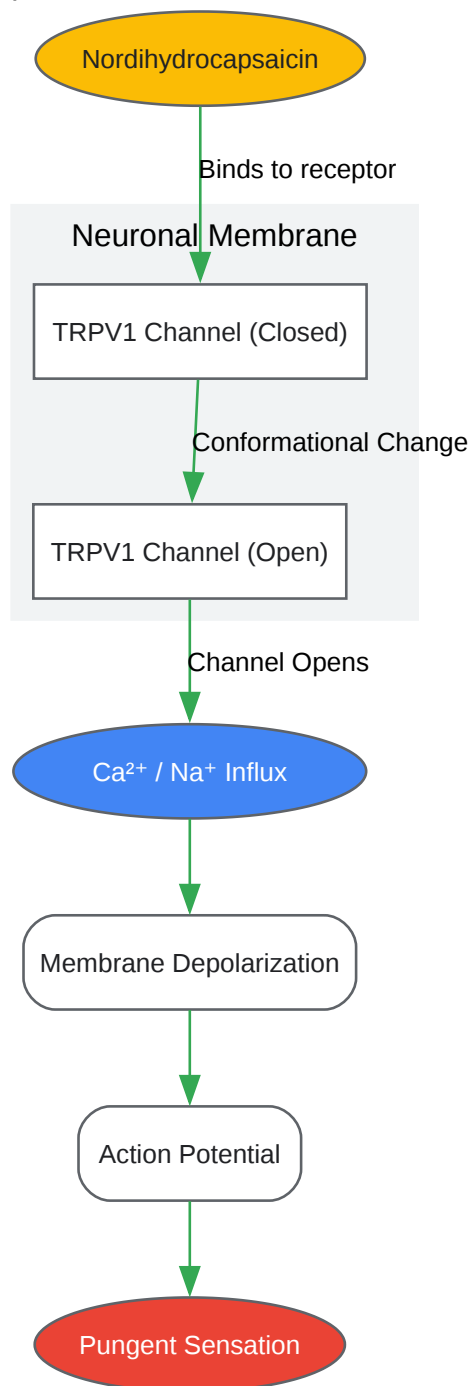 Nordihydrocapsaicin
Binds to receptor
Neuronal Membrane
TRPV1 Channel (Closed)
Conformational Change
TRPV1 Channel (Open)
Channel Opens
Ca²⁺ / Na⁺ Influx
Membrane Depolarization
Action Potential
Pungent Sensation